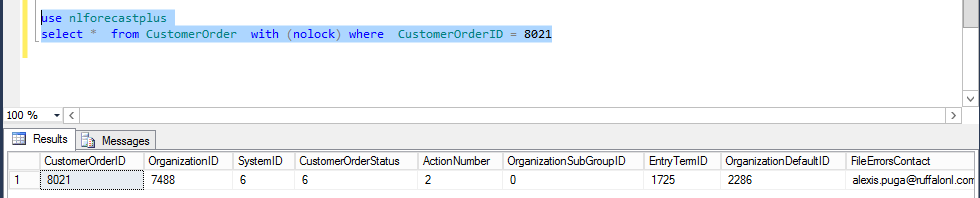 use nlforecastplus
select * from CustomerOrder with (nolock) where CustomerOrderID = 8021
100 %
Results Messages
CustomerOrderID OrganizationID SystemID CustomerOrderStatus ActionNumber OrganizationSubGroupID EntryTermID OrganizationDefaultID FileErrorsContact
1 8021 7488 6 6 2 0 1725 2286 alexis.puga@ruffalonl.com